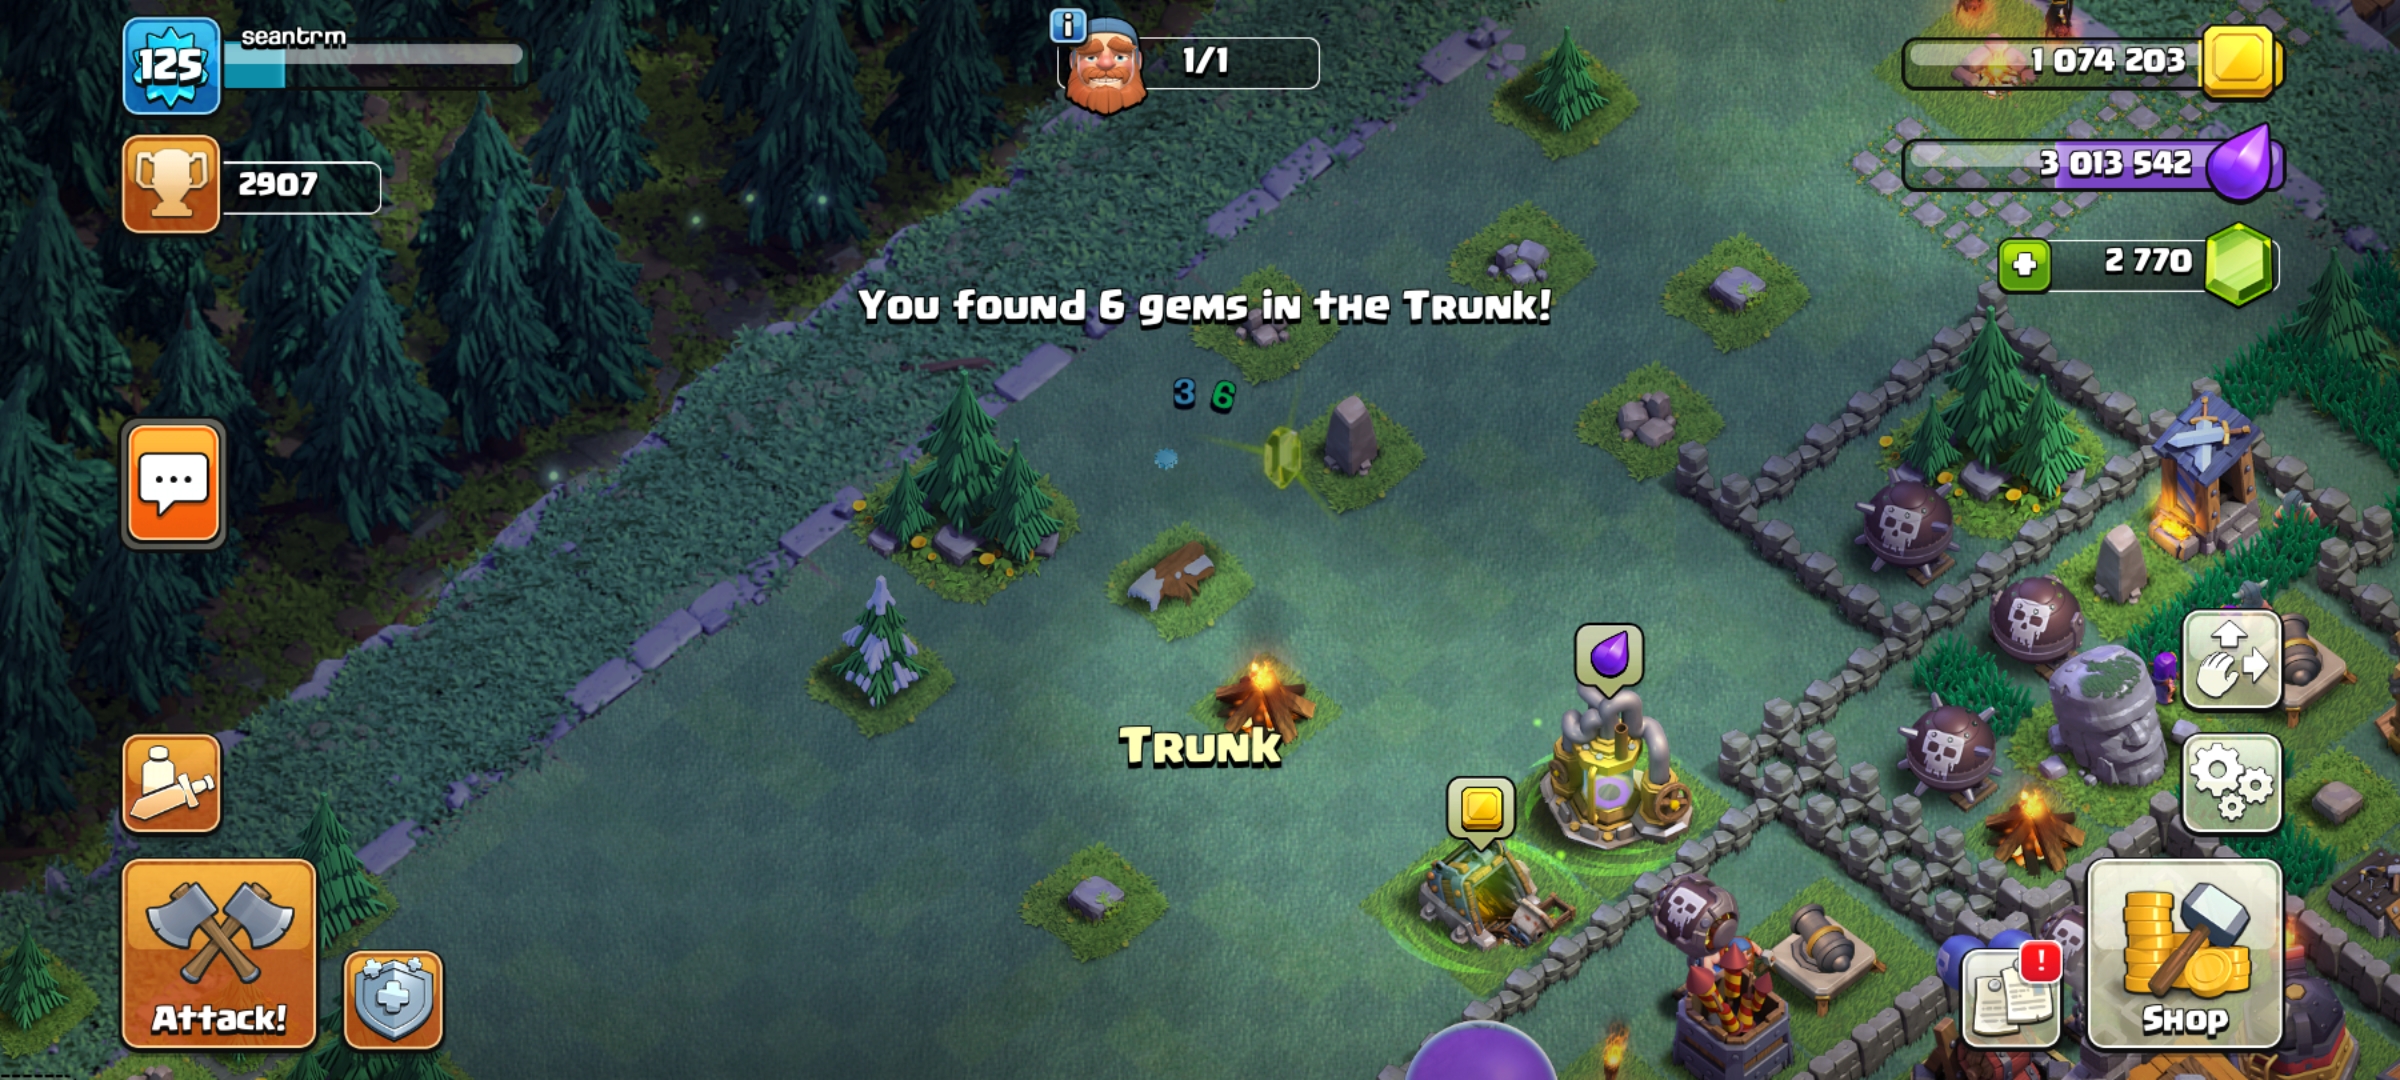 125
seantrm
1/1
1 074 203
2907
3 013 542
2 770
You found 6 gems in the Trunk!
3 6
Trunk
Attack!
!
Shop